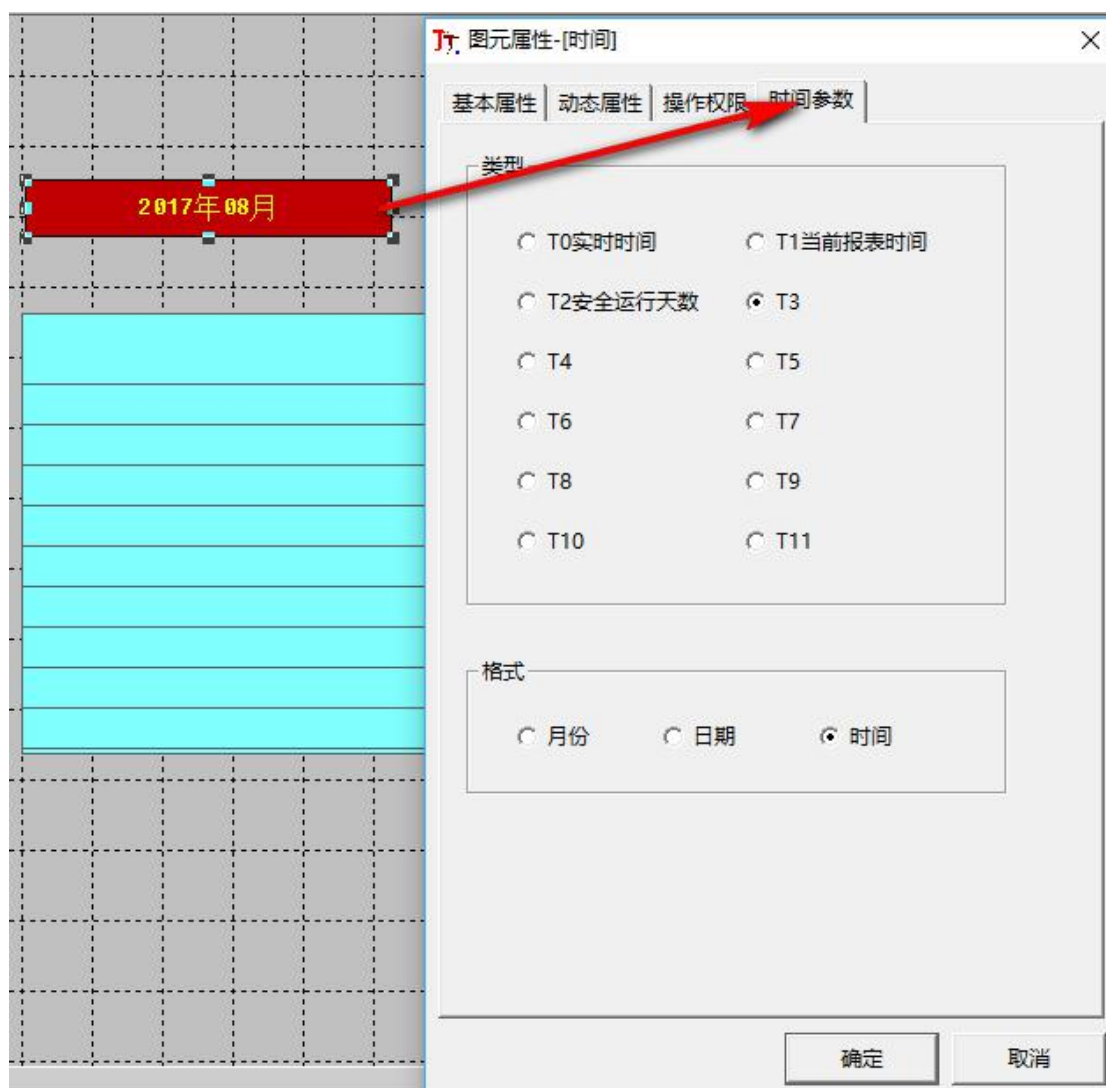 图元属性-[时间]
基本属性 动态属性 操作权限 时间参数
2017年08月
类型
T0实时时间 T1当前报表时间
T2安全运行天数 T3
T4 T5
T6 T7
T8 T9
T10 T11
格式
月份 日期 时间
确定 取消